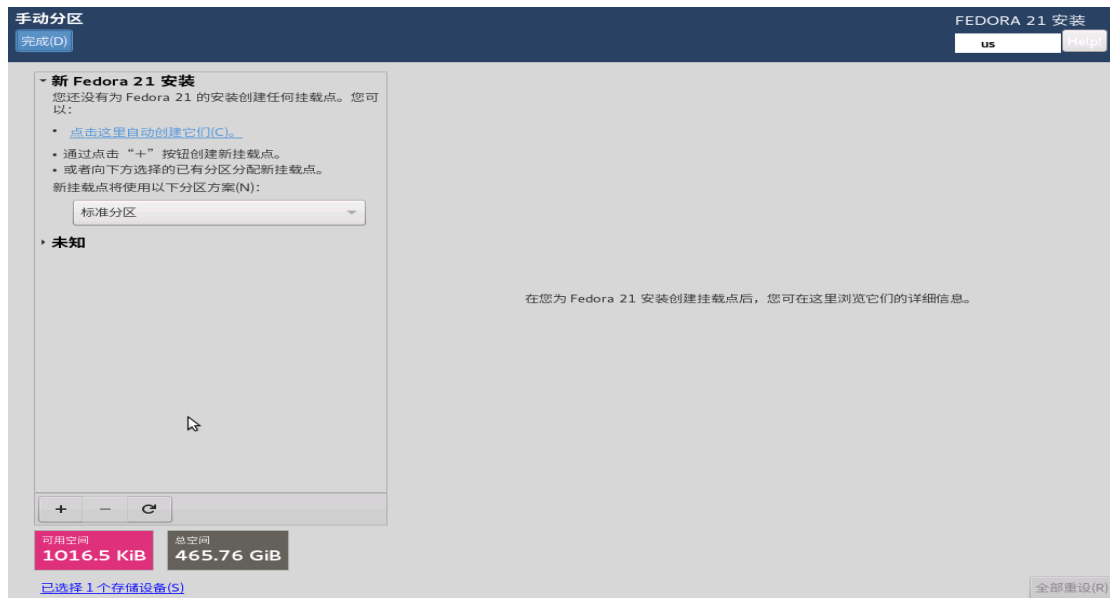 手动分区
FEDORA 21 安装
完成(D)
us
Help!
新 Fedora 21 安装
您还没有为 Fedora 21 的安装创建任何挂载点。您可
以:
• 点击这里自动创建它们(C)。
• 通过点击“+”按钮创建新挂载点。
• 或者向下方选择的已有分区分配新挂载点。
新挂载点将使用以下分区方案(N):
标准分区
未知
在您为 Fedora 21 安装创建挂载点后，您可在这里浏览它们的详细信息。
+ −
可用空间
1016.5 KiB
总空间
465.76 GiB
已选择 1 个存储设备(S)
全部重设(R)